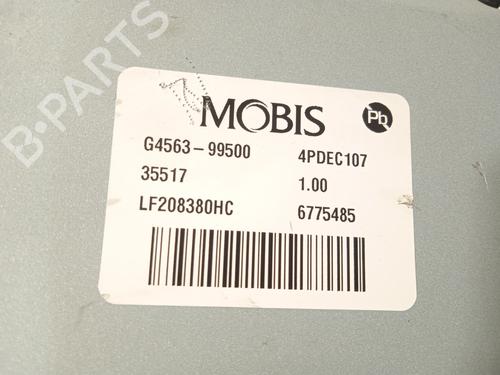 B-PARTS
MOBIS
Pb
G4563-99500 4PDEC107
35517 1.00
LF208380HC 6775485